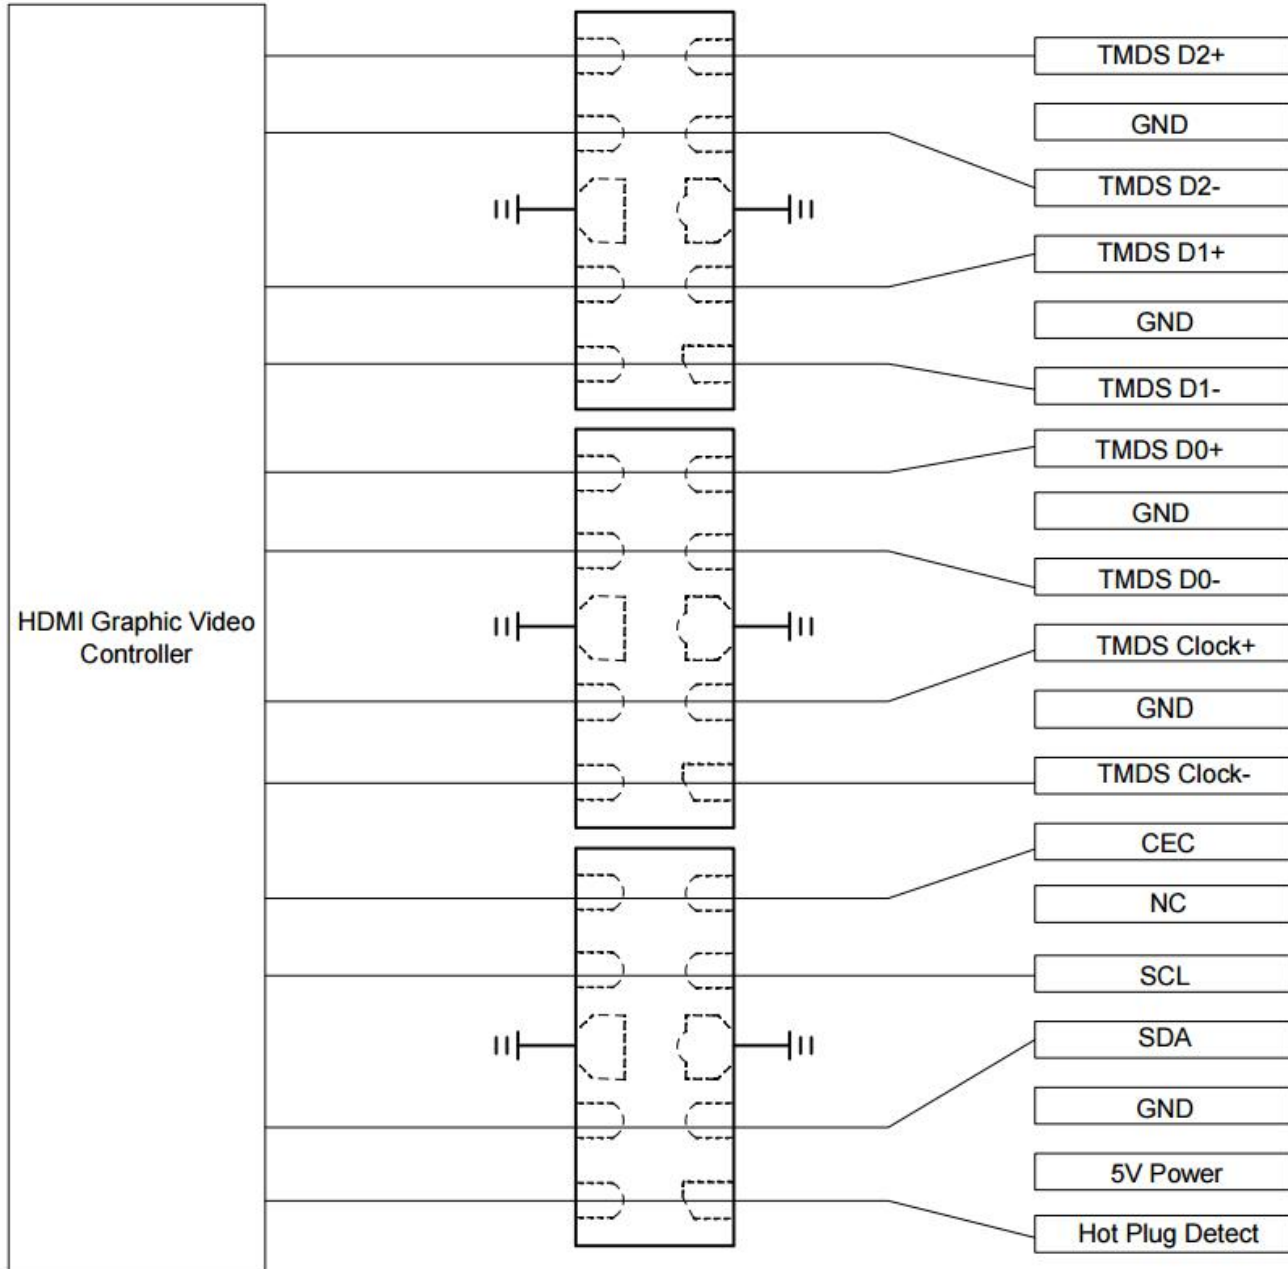 TMDS D2+
GND
TMDS D2-
TMDS D1+
GND
TMDS D1-
TMDS D0+
GND
TMDS D0-
HDMI Graphic Video
Controller
TMDS Clock+
GND
TMDS Clock-
CEC
NC
SCL
SDA
GND
5V Power
Hot Plug Detect